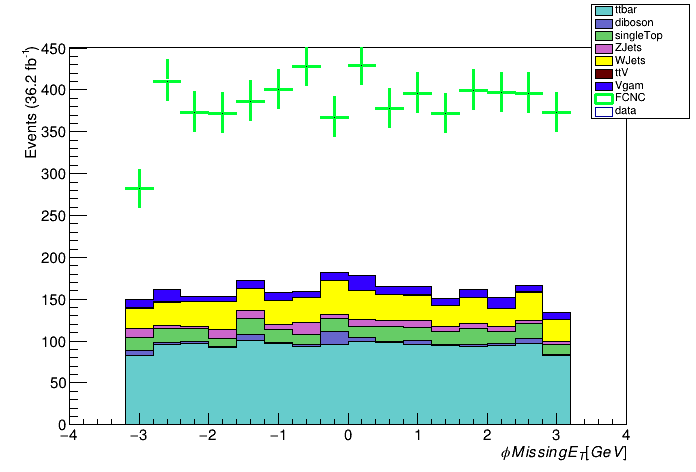 ttbar
diboson
singleTop
ZJets
WJets
ttV
Vgam
FCNC
data
Events (36.2 fb⁻¹)
450
400
350
300
250
200
150
100
50
0
−4 −3 −2 −1 0 1 2 3 4
ϕMissingE_T[GeV]